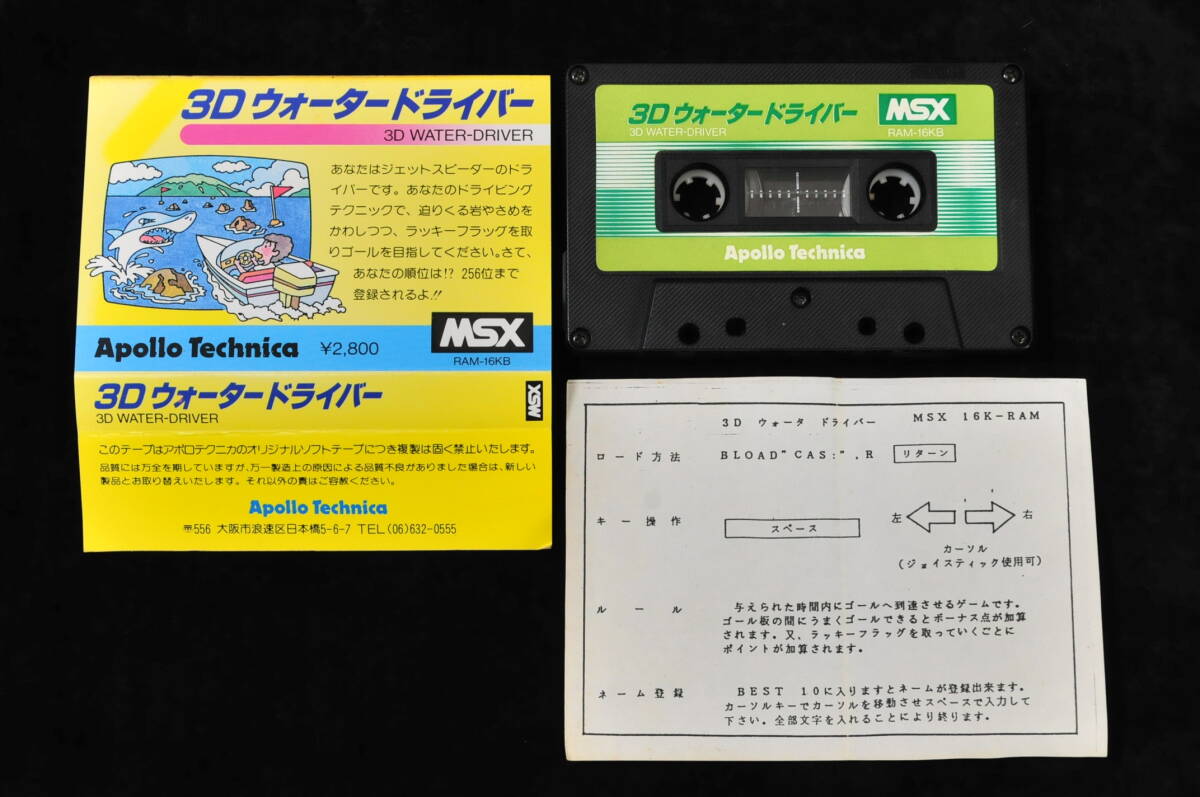 3D ウォータードライバー
3D WATER-DRIVER
あなたはジェットスピーダーのドラ
イバーです。あなたのドライビング
テクニックで、迫りくる岩やさめを
かわしつつ、ラッキーフラッグを取
りゴールを目指してください。さて、
あなたの順位は!? 256位まで
登録されるよ!!
Apollo Technica ¥2,800
MSX
RAM-16KB
3D ウォータードライバー
3D WATER-DRIVER
MSX
このテープはアポロテクニカのオリジナルソフトテープにつき複製は固く禁止いたします。
品質には万全を期していますが、万一製造上の原因による品質不良がありました場合は、新しい
製品とお取り替えいたします。それ以外の責はご容赦ください。
Apollo Technica
〒556 大阪市浪速区日本橋5-6-7 TEL(06)632-0555
3D ウォータードライバー
3D WATER-DRIVER
MSX
RAM-16KB
Apollo Technica
3D ウォータ ドライバー MSX 16K-RAM
ロード方法 BLOAD"CAS:",R リターン
キー操作 スペース 左 右
カーソル
(ジョイスティック使用可)
ルール 与えられた時間内にゴールへ到達させるゲームです。
ゴール板の間にうまくゴールできるとボーナス点が加算
されます。又、ラッキーフラッグを取っていくごとに
ポイントが加算されます。
ネーム登録 BEST 10に入りますとネームが登録出来ます。
カーソルキーでカーソルを移動させスペースで入力して
下さい。全部文字を入れることにより終ります。